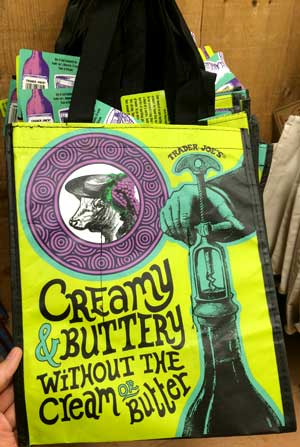 TRADER JOE'S
CREAMY
& BUTTERY
WITHOUT THE
CREAM OR
BUTTER